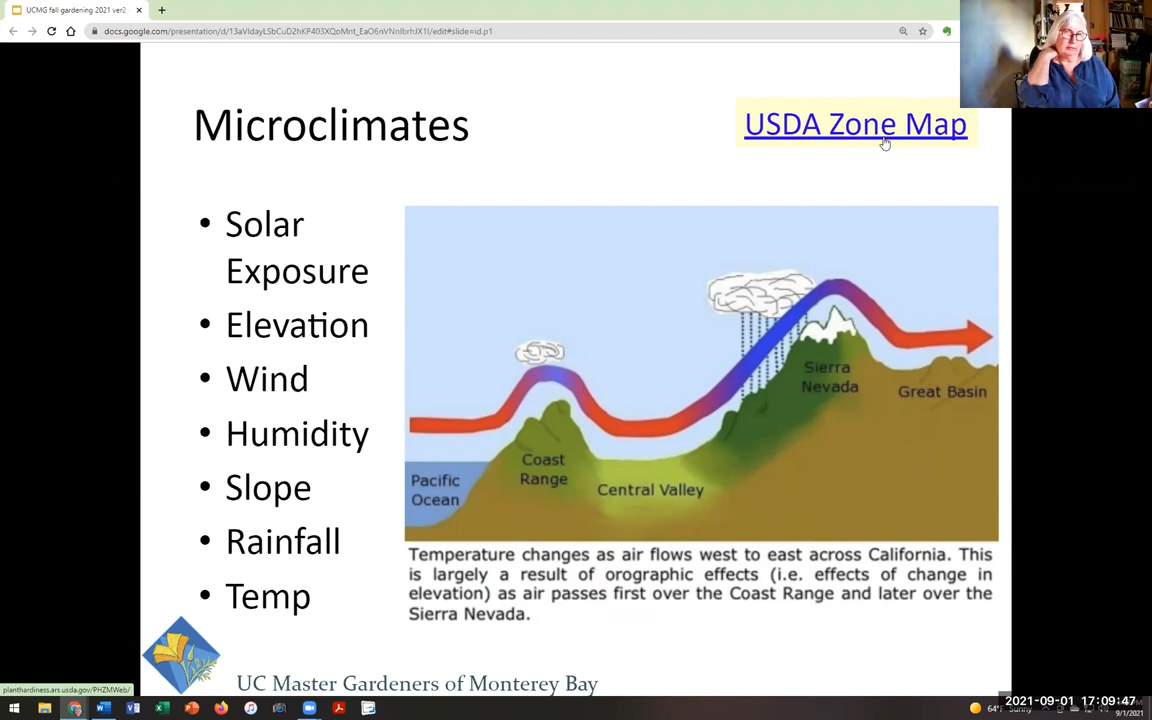 UCMG fall gardening 2021 ver2
docs.google.com/presentation/d/13aVIdayLSbCuD2hKP403XQoMnt_EaO6nVNnIbrhJX1I/edit#slide=id.p1
Microclimates
USDA Zone Map
• Solar
Exposure
• Elevation
• Wind
• Humidity
• Slope
• Rainfall
• Temp
Sierra
Nevada
Great Basin
Coast
Range
Central Valley
Pacific
Ocean
Temperature changes as air flows west to east across California. This
is largely a result of orographic effects (i.e. effects of change in
elevation) as air passes first over the Coast Range and later over the
Sierra Nevada.
UC Master Gardeners of Monterey Bay
planthardiness.ars.usda.gov/PHZMWeb/
64°
Sunny
2021-09-01 17:09:47
9/1/2021